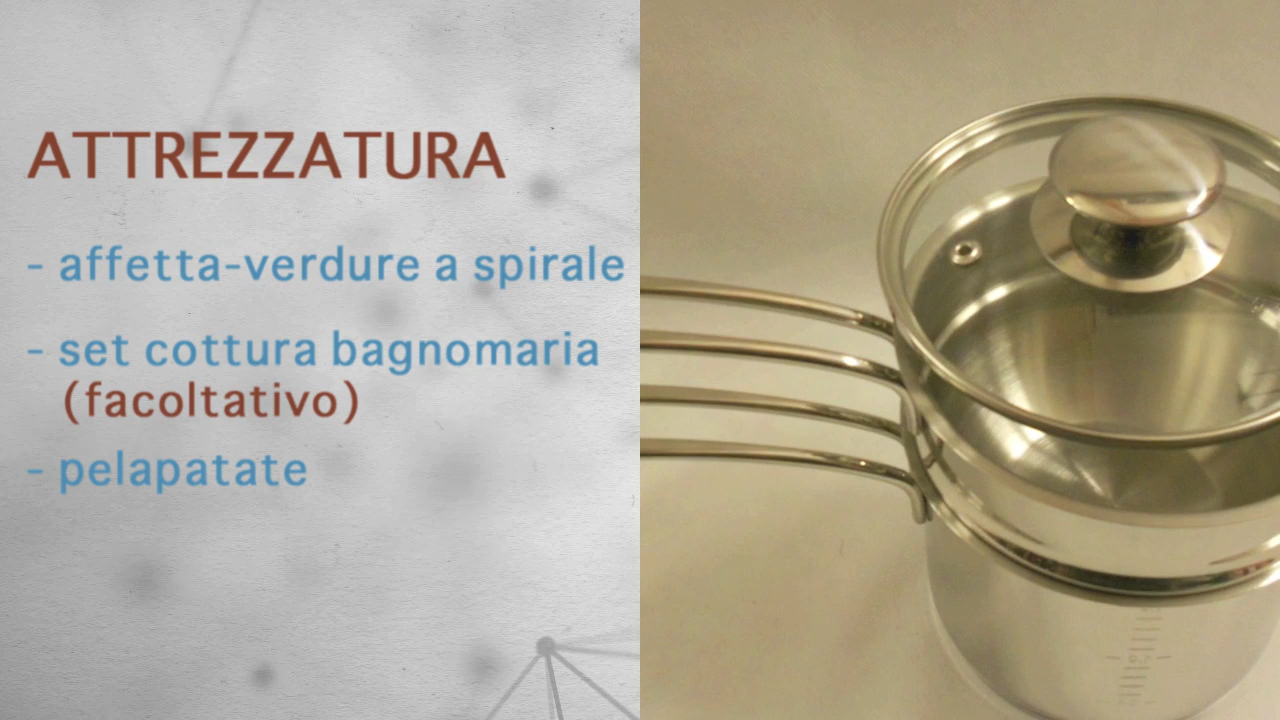 ATTREZZATURA
- affetta-verdure a spirale
- set cottura bagnomaria
(facoltativo)
- pelapatate